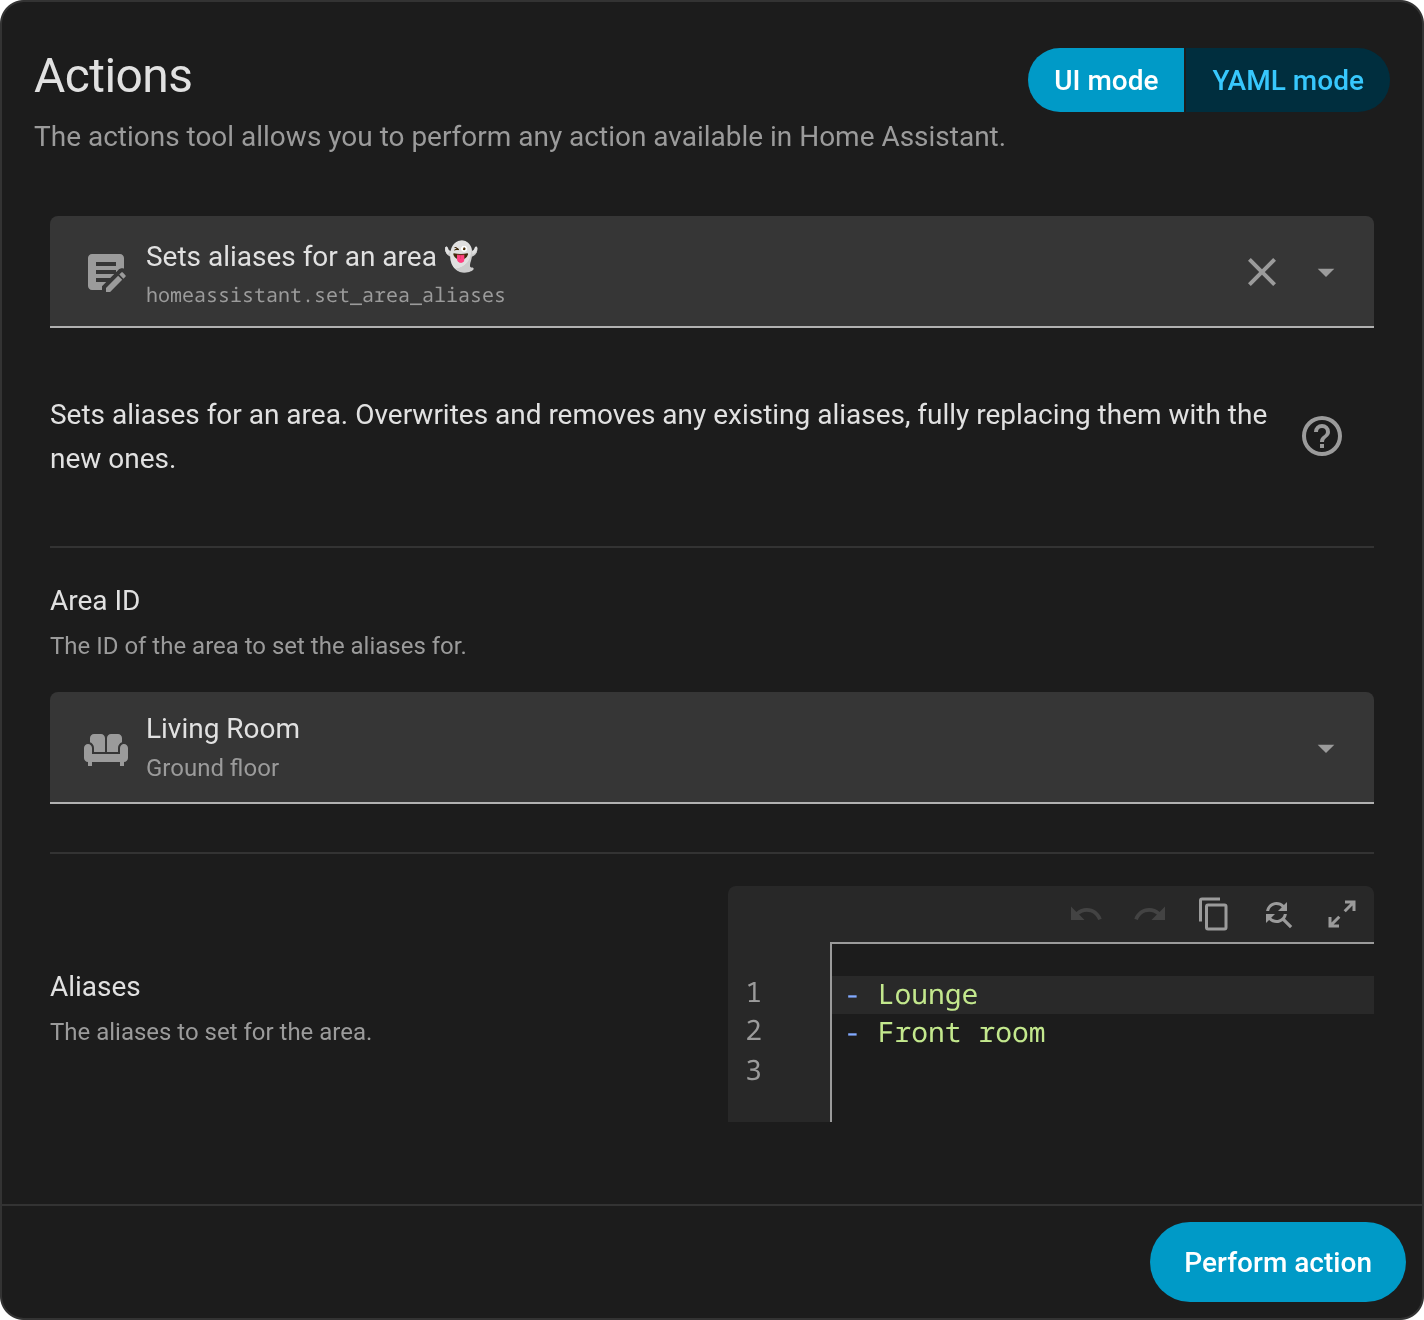 Actions
UI mode
YAML mode
The actions tool allows you to perform any action available in Home Assistant.
Sets aliases for an area 👻
homeassistant.set_area_aliases
Sets aliases for an area. Overwrites and removes any existing aliases, fully replacing them with the
new ones.
Area ID
The ID of the area to set the aliases for.
Living Room
Ground floor
Aliases
The aliases to set for the area.
1 - Lounge
2 - Front room
3
Perform action